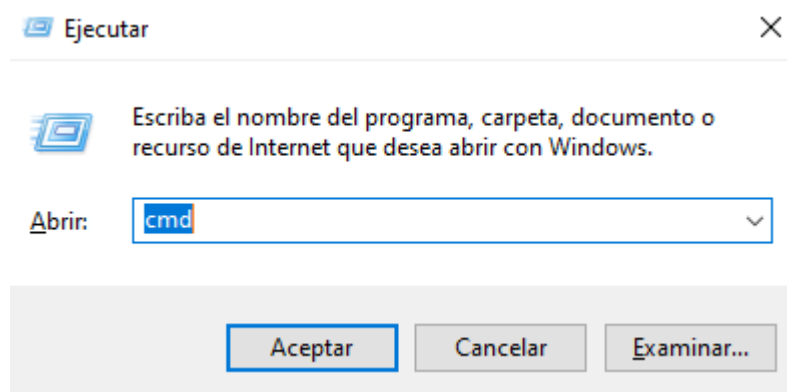 Ejecutar
Escriba el nombre del programa, carpeta, documento o
recurso de Internet que desea abrir con Windows.
Abrir:
cmd
Aceptar
Cancelar
Examinar...